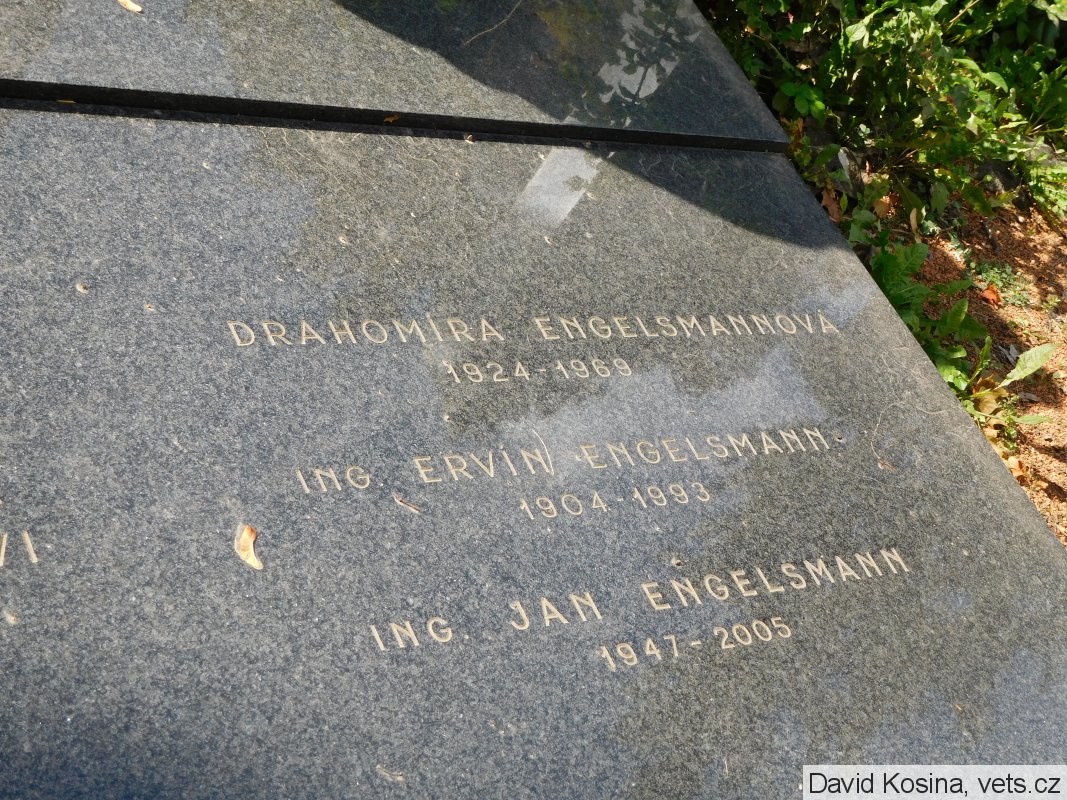 DRAHOMÍRA ENGELSMANNOVÁ
1924-1969
ING. ERVÍN ENGELSMANN
1904-1993
ING. JAN ENGELSMANN
1947-2005
David Kosina, vets.cz